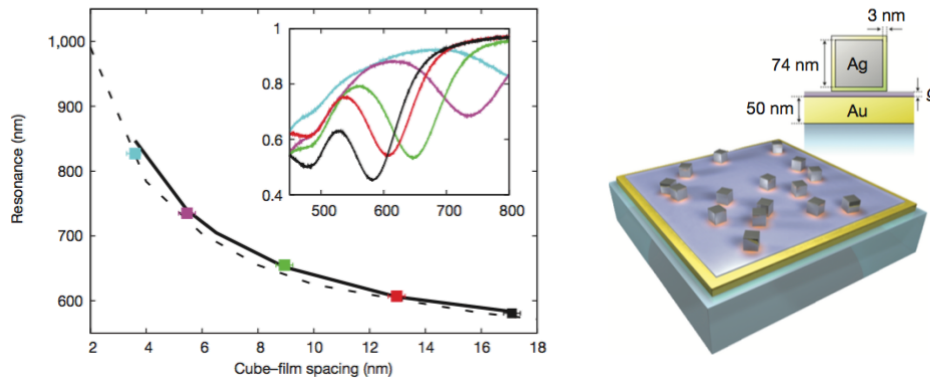 1,000
900
800
700
600
Resonance (nm)
2 4 6 8 10 12 14 16 18
Cube–film spacing (nm)
1
0.8
0.6
0.4
500 600 700 800
3 nm
74 nm
Ag
g
50 nm
Au